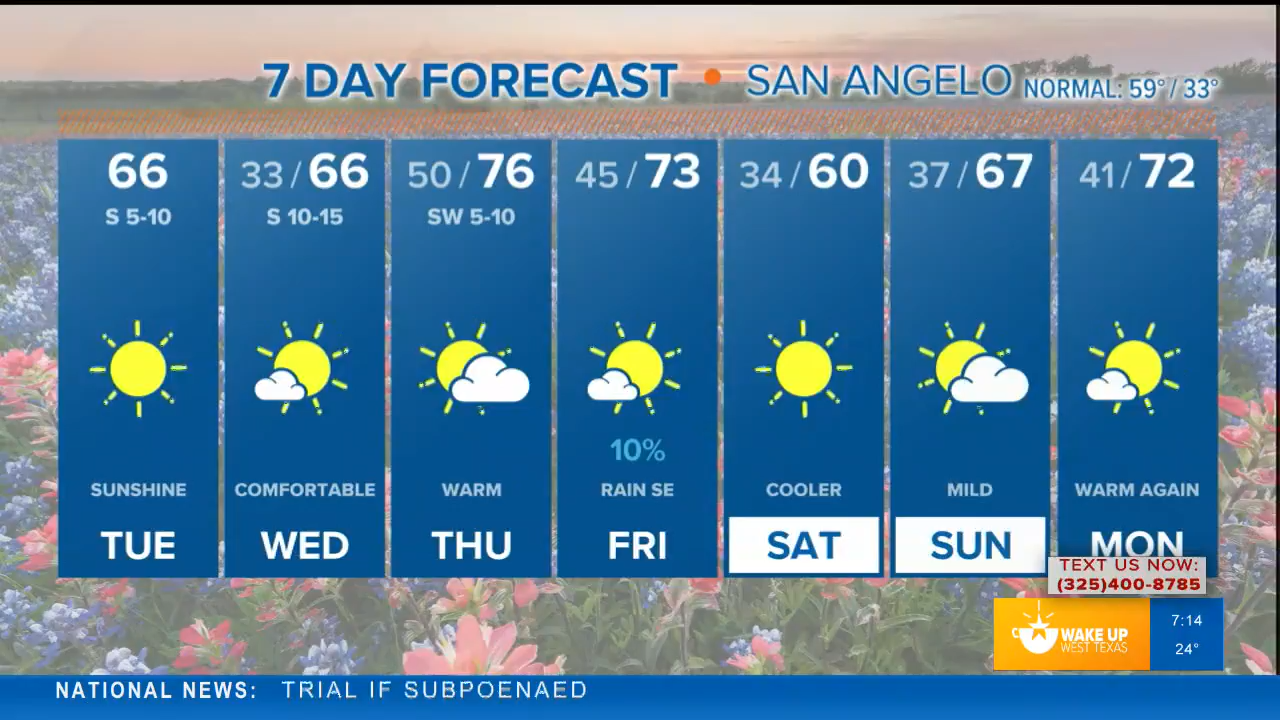 7 DAY FORECAST • SAN ANGELO NORMAL: 59°/ 33°
66
S 5-10
SUNSHINE
TUE
33/66
S 10-15
COMFORTABLE
WED
50/76
SW 5-10
WARM
THU
45/73
10%
RAIN SE
FRI
34/60
COOLER
SAT
37/67
MILD
SUN
41/72
WARM AGAIN
MON
TEXT US NOW:
(325)400-8785
WAKE UP
WEST TEXAS
7:14
24°
NATIONAL NEWS: TRIAL IF SUBPOENAED